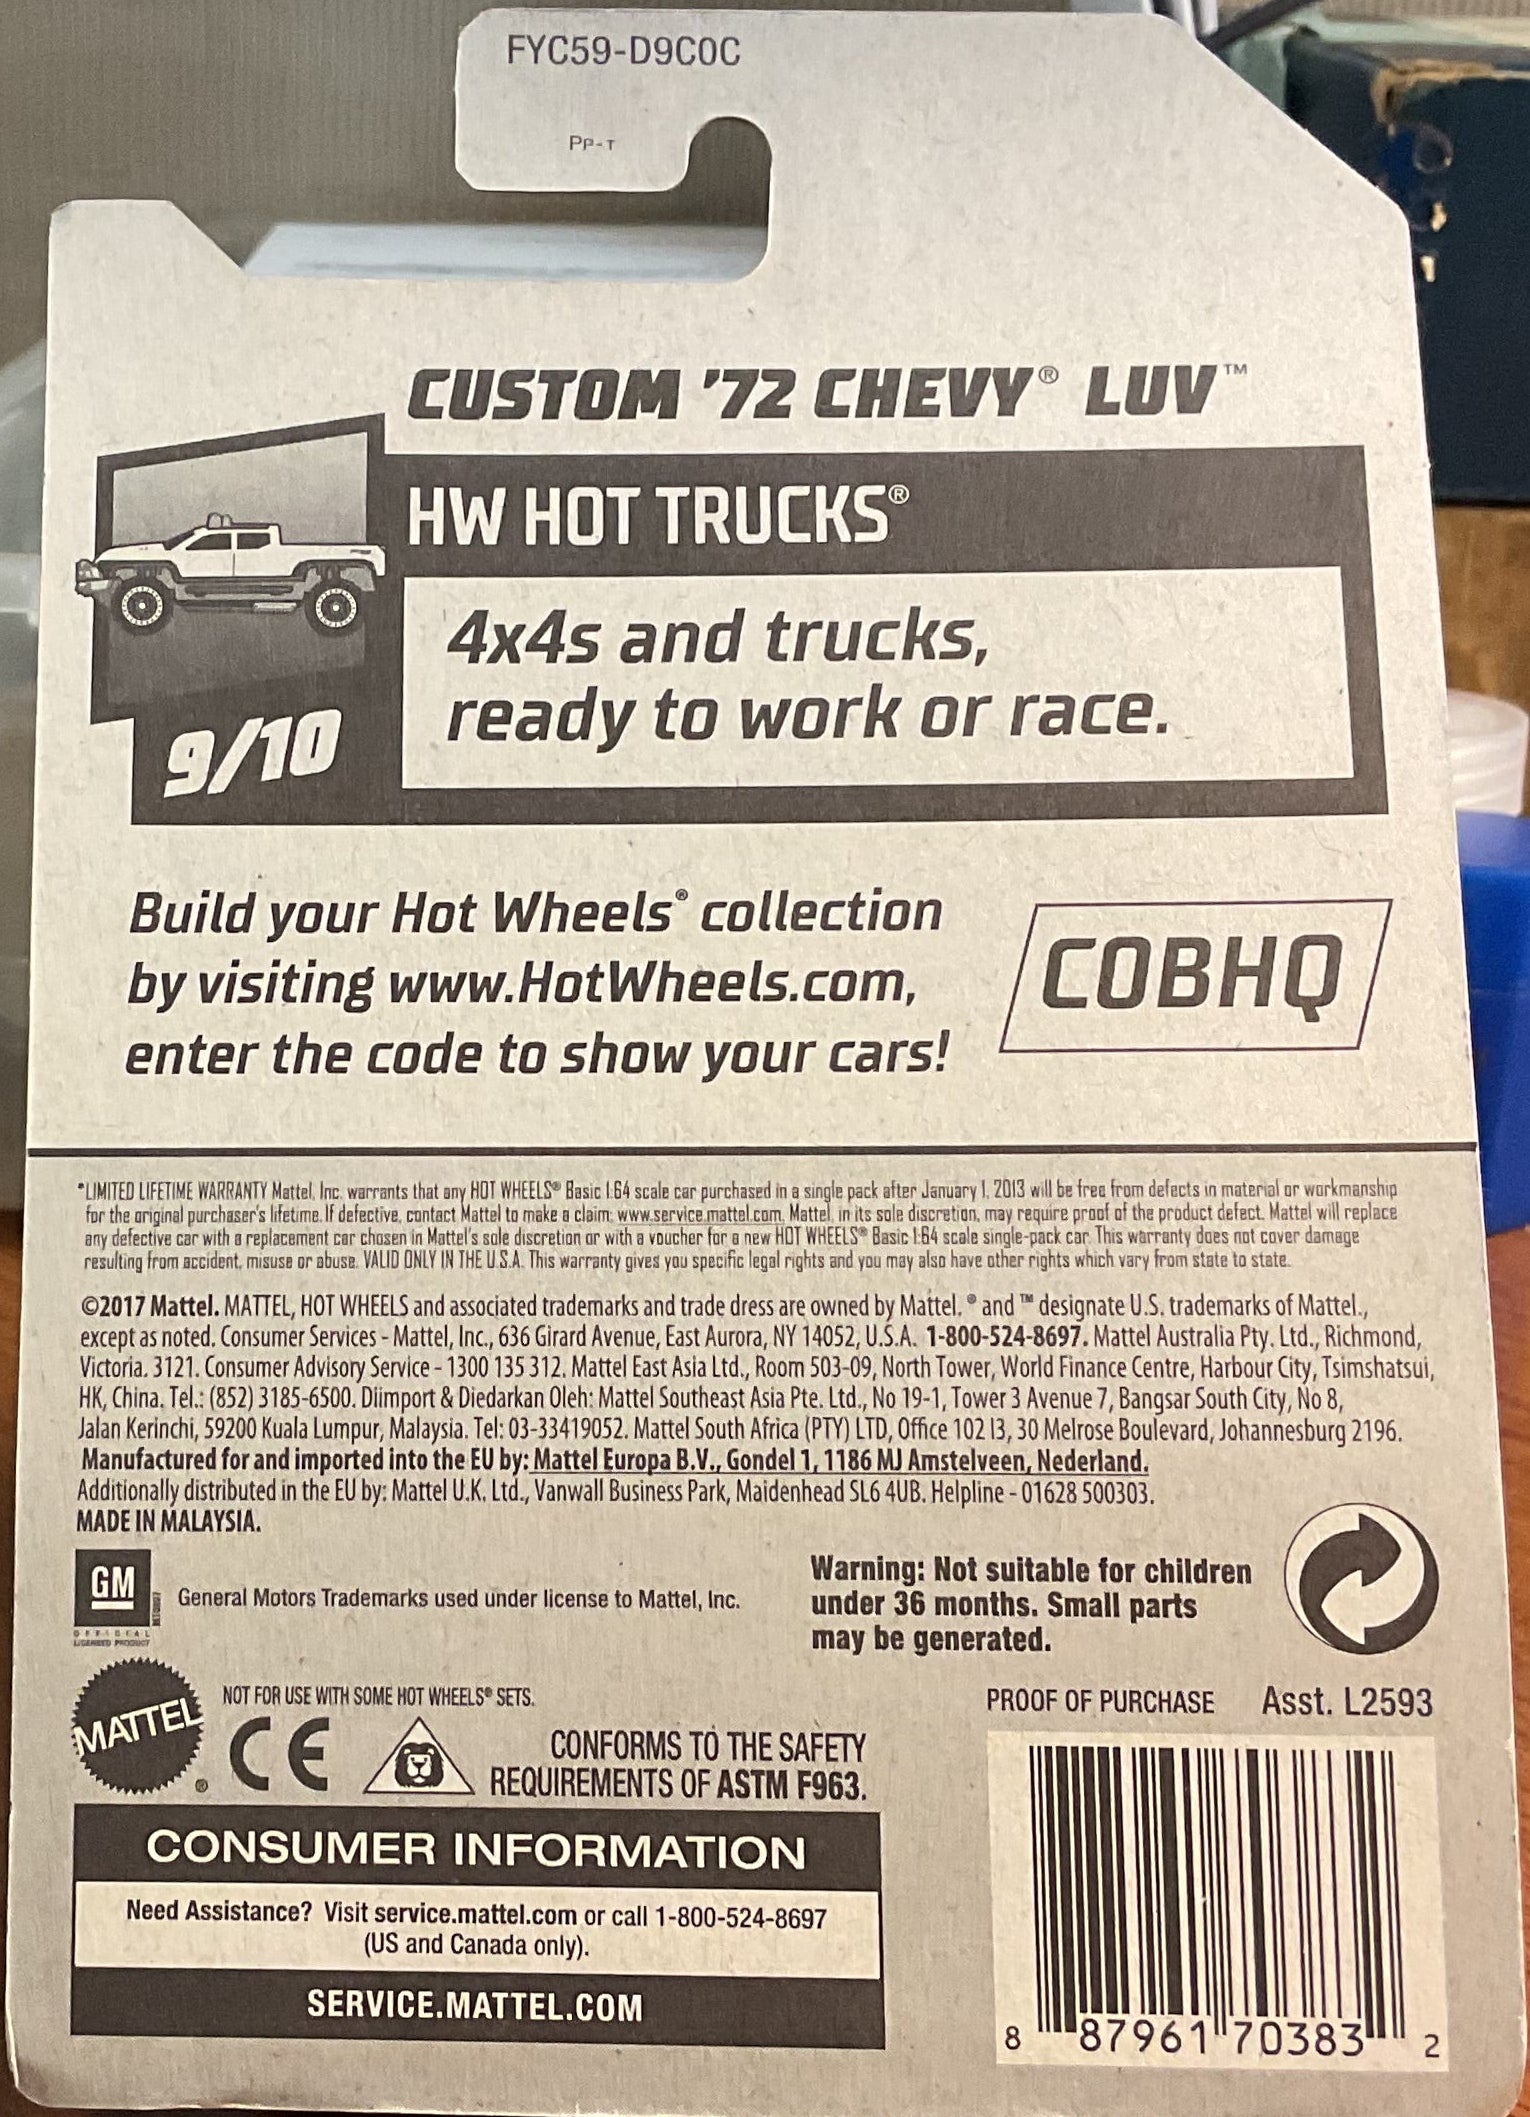 FYC59-D9C0C
PP-T
CUSTOM '72 CHEVY® LUV™
HW HOT TRUCKS®
4x4s and trucks,
ready to work or race.
9/10
Build your Hot Wheels® collection
by visiting www.HotWheels.com,
enter the code to show your cars!
COBHQ
*LIMITED LIFETIME WARRANTY Mattel, Inc. warrants that any HOT WHEELS® Basic 1:64 scale car purchased in a single pack after January 1, 2013 will be free from defects in material or workmanship
for the original purchaser's lifetime. If defective, contact Mattel to make a claim: www.service.mattel.com. Mattel, in its sole discretion, may require proof of the product defect. Mattel will replace
any defective car with a replacement car chosen in Mattel's sole discretion or with a voucher for a new HOT WHEELS® Basic 1:64 scale single-pack car. This warranty does not cover damage
resulting from accident, misuse or abuse. VALID ONLY IN THE U.S.A. This warranty gives you specific legal rights and you may also have other rights which vary from state to state.
©2017 Mattel. MATTEL, HOT WHEELS and associated trademarks and trade dress are owned by Mattel. ® and ™ designate U.S. trademarks of Mattel.,
except as noted. Consumer Services - Mattel, Inc., 636 Girard Avenue, East Aurora, NY 14052, U.S.A. 1-800-524-8697. Mattel Australia Pty. Ltd., Richmond,
Victoria. 3121. Consumer Advisory Service - 1300 135 312. Mattel East Asia Ltd., Room 503-09, North Tower, World Finance Centre, Harbour City, Tsimshatsui,
HK, China. Tel.: (852) 3185-6500. Diimport & Diedarkan Oleh: Mattel Southeast Asia Pte. Ltd., No 19-1, Tower 3 Avenue 7, Bangsar South City, No 8,
Jalan Kerinchi, 59200 Kuala Lumpur, Malaysia. Tel: 03-33419052. Mattel South Africa (PTY) LTD, Office 102 I3, 30 Melrose Boulevard, Johannesburg 2196.
Manufactured for and imported into the EU by: Mattel Europa B.V., Gondel 1, 1186 MJ Amstelveen, Nederland.
Additionally distributed in the EU by: Mattel U.K. Ltd., Vanwall Business Park, Maidenhead SL6 4UB. Helpline - 01628 500303.
MADE IN MALAYSIA.
GM
OFFICIAL
LICENSED PRODUCT
General Motors Trademarks used under license to Mattel, Inc.
Warning: Not suitable for children
under 36 months. Small parts
may be generated.
MATTEL®
NOT FOR USE WITH SOME HOT WHEELS® SETS.
CE
CONFORMS TO THE SAFETY
REQUIREMENTS OF ASTM F963.
PROOF OF PURCHASE Asst. L2593
CONSUMER INFORMATION
Need Assistance? Visit service.mattel.com or call 1-800-524-8697
(US and Canada only).
SERVICE.MATTEL.COM
8 87961 70383 2